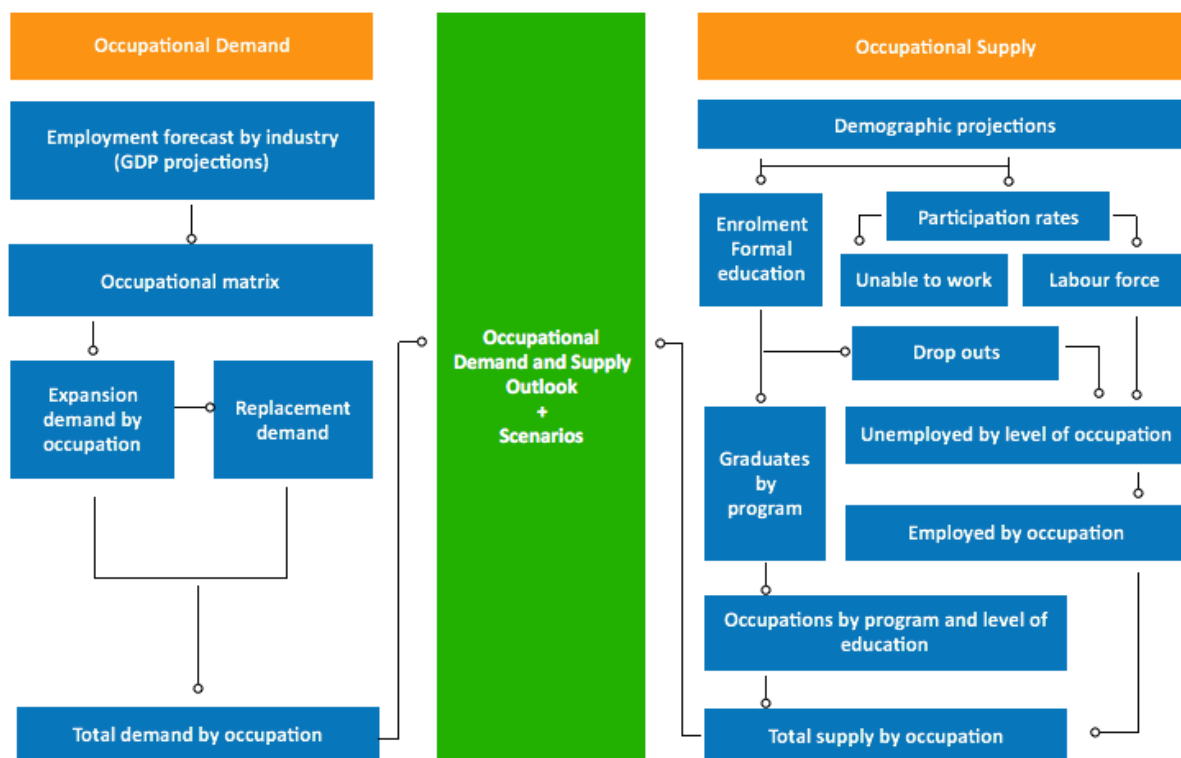 Occupational Demand
Employment forecast by industry
(GDP projections)
Occupational matrix
Expansion
demand by
occupation
Replacement
demand
Total demand by occupation
Occupational
Demand and Supply
Outlook
+
Scenarios
Occupational Supply
Demographic projections
Enrolment
Formal
education
Participation rates
Unable to work
Labour force
Drop outs
Graduates
by
program
Unemployed by level of occupation
Employed by occupation
Occupations by program and level of
education
Total supply by occupation